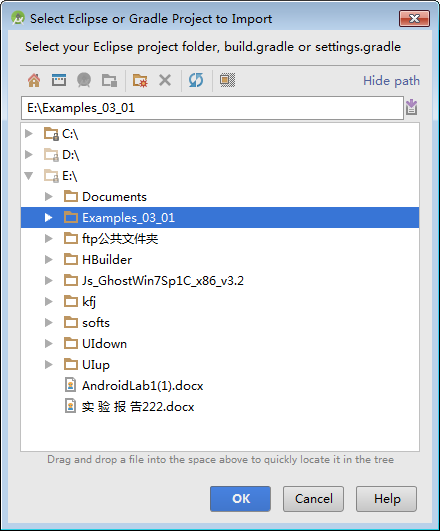 Select Eclipse or Gradle Project to Import
Select your Eclipse project folder, build.gradle or settings.gradle
Hide path
E:\Examples_03_01
C:\
D:\
E:\
Documents
Examples_03_01
ftp公共文件夹
HBuilder
Js_GhostWin7Sp1C_x86_v3.2
kfj
softs
UIdown
UIup
AndroidLab1(1).docx
实 验 报 告222.docx
Drag and drop a file into the space above to quickly locate it in the tree
OK
Cancel
Help